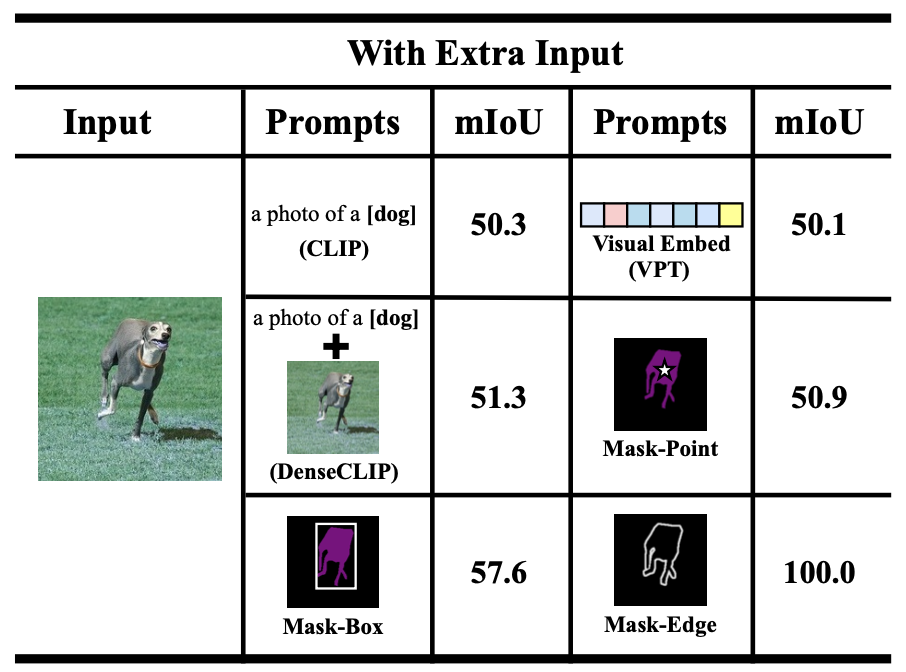 With Extra Input
Input Prompts mIoU Prompts mIoU
a photo of a [dog]
(CLIP)
50.3
Visual Embed
(VPT)
50.1
a photo of a [dog]
+
(DenseCLIP)
51.3
Mask-Point
50.9
Mask-Box
57.6
Mask-Edge
100.0